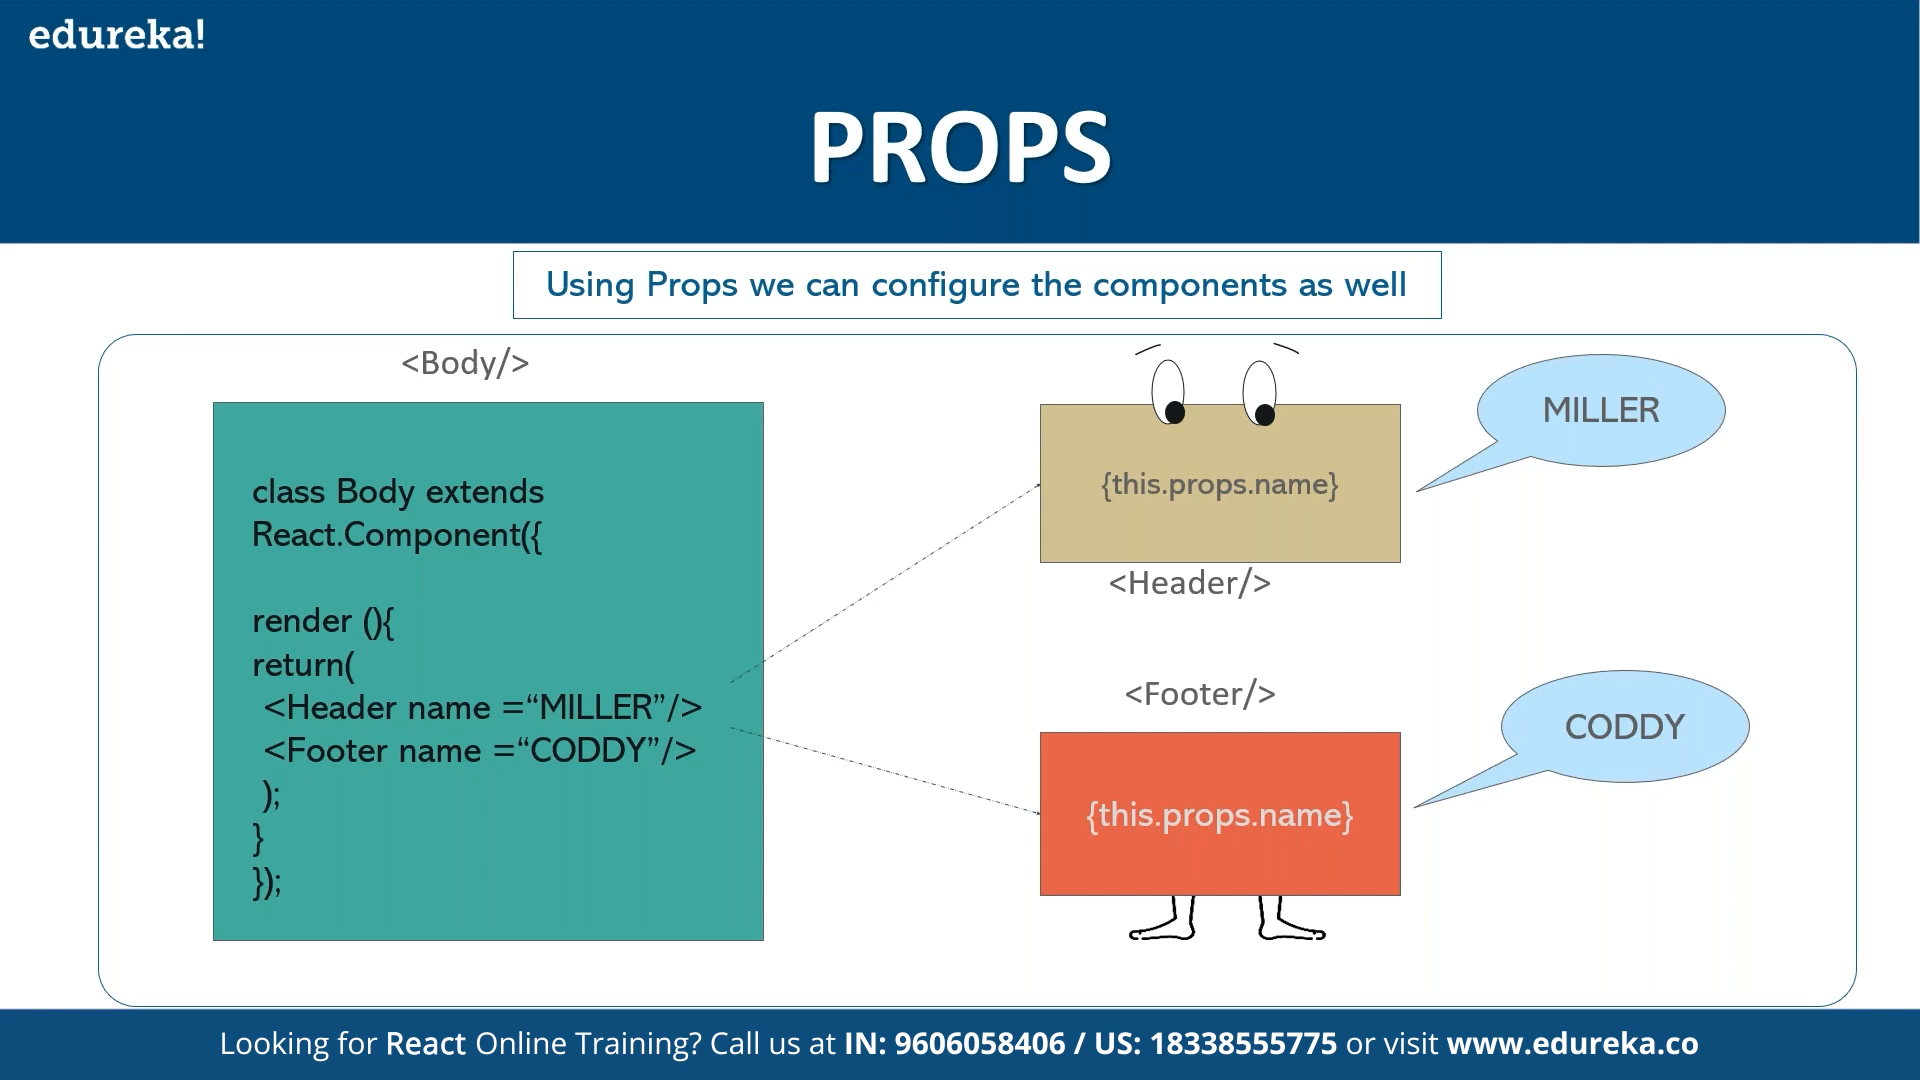 edureka!
PROPS
Using Props we can configure the components as well
<Body/>
class Body extends
React.Component({
render (){
return(
<Header name =“MILLER”/>
<Footer name =“CODDY”/>
);
}
});
{this.props.name}
<Header/>
MILLER
<Footer/>
{this.props.name}
CODDY
Looking for React Online Training? Call us at IN: 9606058406 / US: 18338555775 or visit www.edureka.co